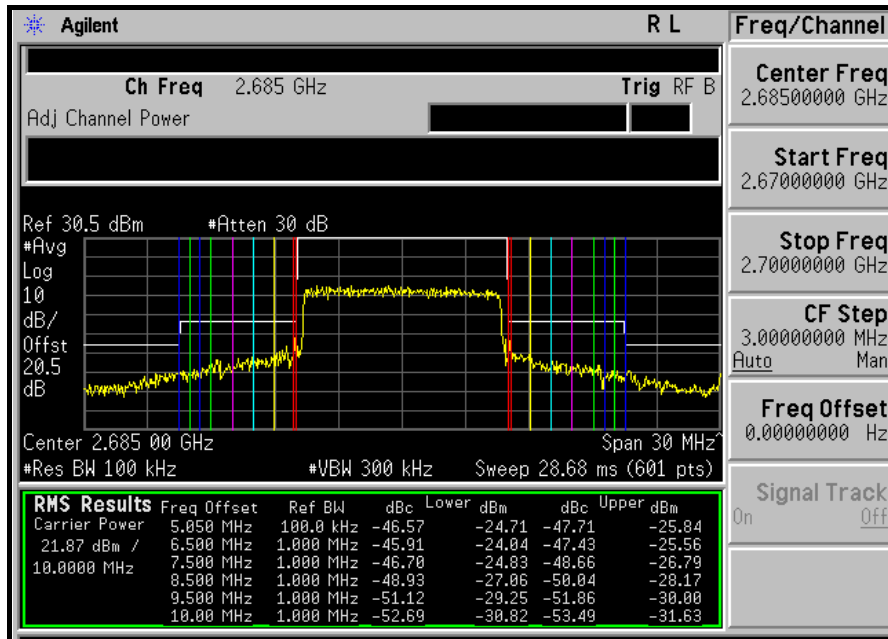 Agilent R L Freq/Channel
Ch Freq 2.685 GHz Trig RF B
Adj Channel Power
Center Freq
2.68500000 GHz
Start Freq
2.67000000 GHz
Stop Freq
2.70000000 GHz
CF Step
3.00000000 MHz
Auto Man
Freq Offset
0.00000000 Hz
Signal Track
On Off
Ref 30.5 dBm #Atten 30 dB
#Avg
Log
10
dB/
Offst
20.5
dB
Center 2.685 00 GHz Span 30 MHz^
#Res BW 100 kHz #VBW 300 kHz Sweep 28.68 ms (601 pts)
RMS Results Freq Offset Ref BW dBc Lower dBm dBc Upper dBm
Carrier Power 5.050 MHz 100.0 kHz -46.57 -24.71 -47.71 -25.84
21.87 dBm / 6.500 MHz 1.000 MHz -45.91 -24.04 -47.43 -25.56
10.0000 MHz 7.500 MHz 1.000 MHz -46.70 -24.83 -48.66 -26.79
8.500 MHz 1.000 MHz -48.93 -27.06 -50.04 -28.17
9.500 MHz 1.000 MHz -51.12 -29.25 -51.86 -30.00
10.00 MHz 1.000 MHz -52.69 -30.82 -53.49 -31.63